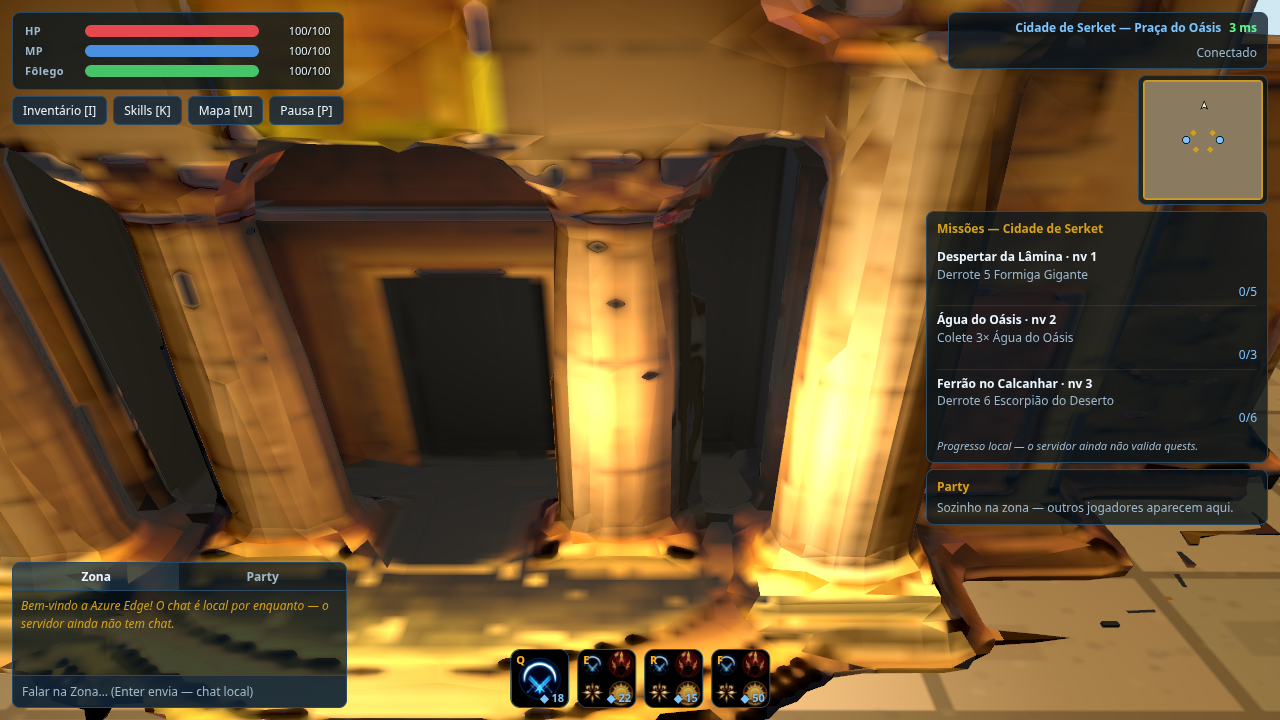 HP 100/100
MP 100/100
Fôlego 100/100
Inventário [I] Skills [K] Mapa [M] Pausa [P]
Cidade de Serket — Praça do Oásis 3 ms
Conectado
Missões — Cidade de Serket
Despertar da Lâmina · nv 1
Derrote 5 Formiga Gigante
0/5
Água do Oásis · nv 2
Colete 3× Água do Oásis
0/3
Ferrão no Calcanhar · nv 3
Derrote 6 Escorpião do Deserto
0/6
Progresso local — o servidor ainda não valida quests.
Party
Sozinho na zona — outros jogadores aparecem aqui.
Zona Party
Bem-vindo a Azure Edge! O chat é local por enquanto — o
servidor ainda não tem chat.
Falar na Zona... (Enter envia — chat local)
Q E R F
18 22 15 50